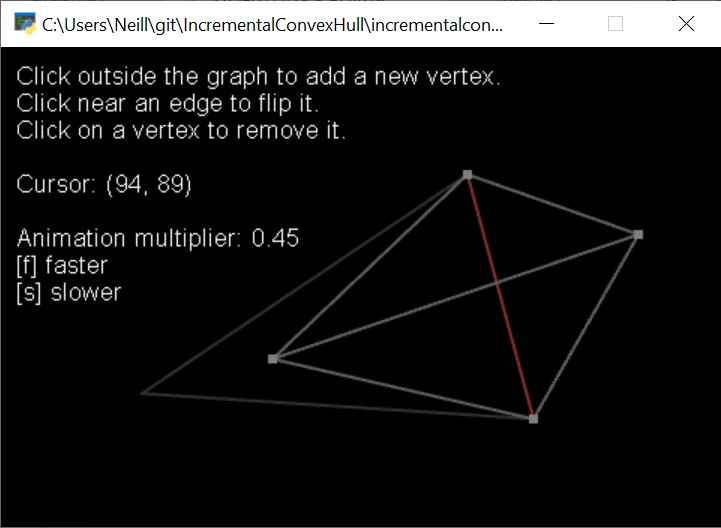 C:\Users\Neill\git\IncrementalConvexHull\incrementalcon...
Click outside the graph to add a new vertex.
Click near an edge to flip it.
Click on a vertex to remove it.
Cursor: (94, 89)
Animation multiplier: 0.45
[f] faster
[s] slower